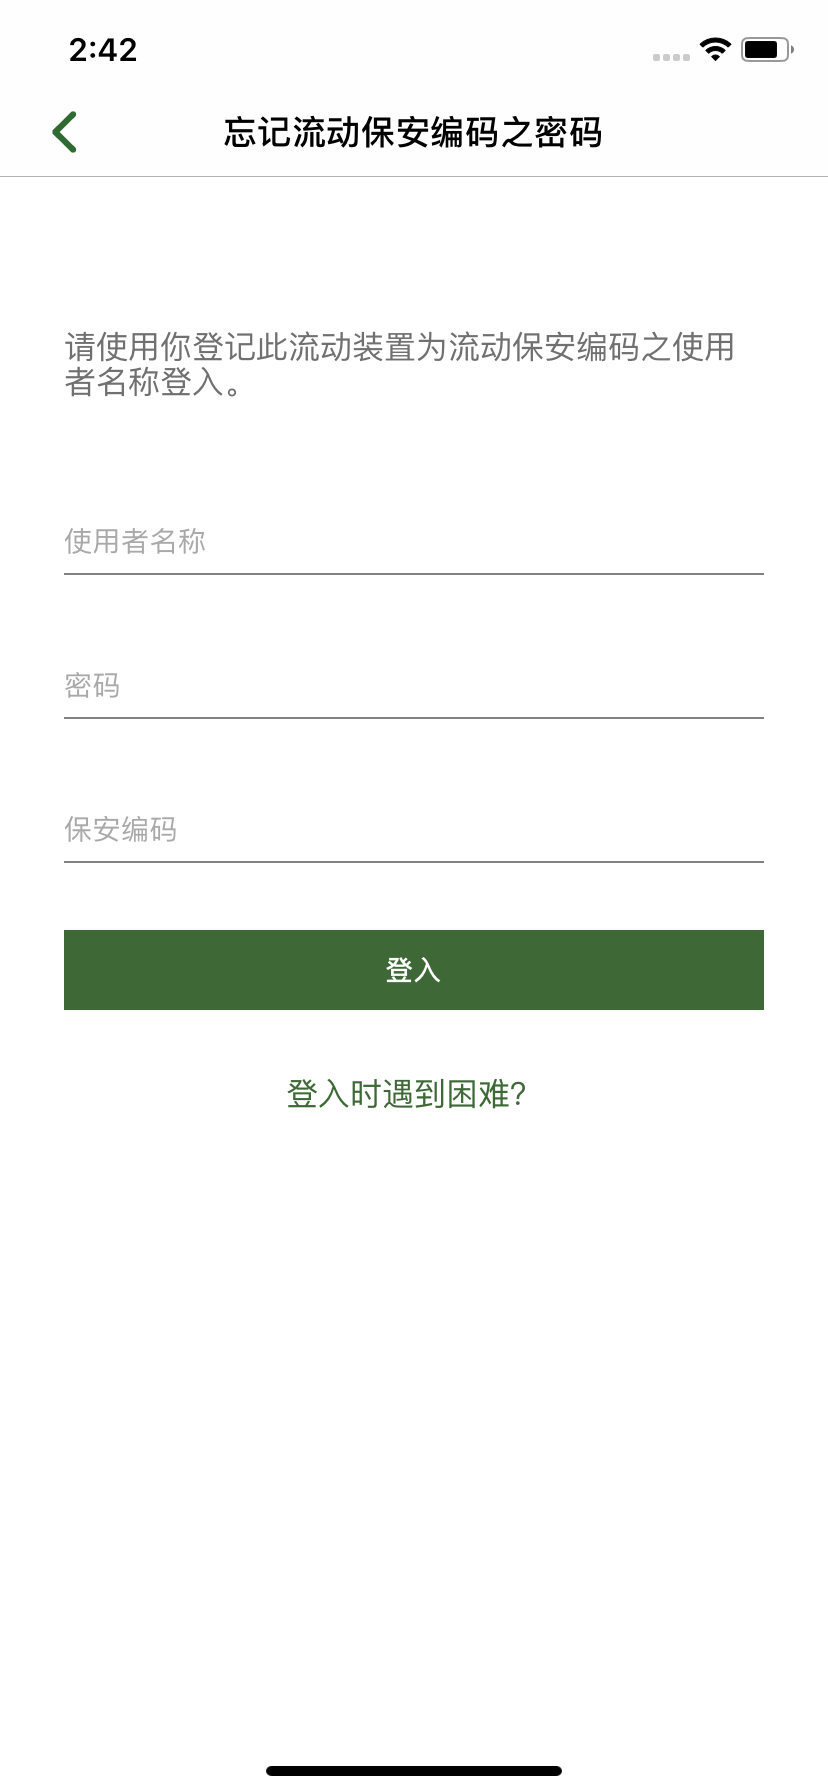 2:42
忘记流动保安编码之密码
请使用你登记此流动装置为流动保安编码之使用
者名称登入。
使用者名称
密码
保安编码
登入
登入时遇到困难?